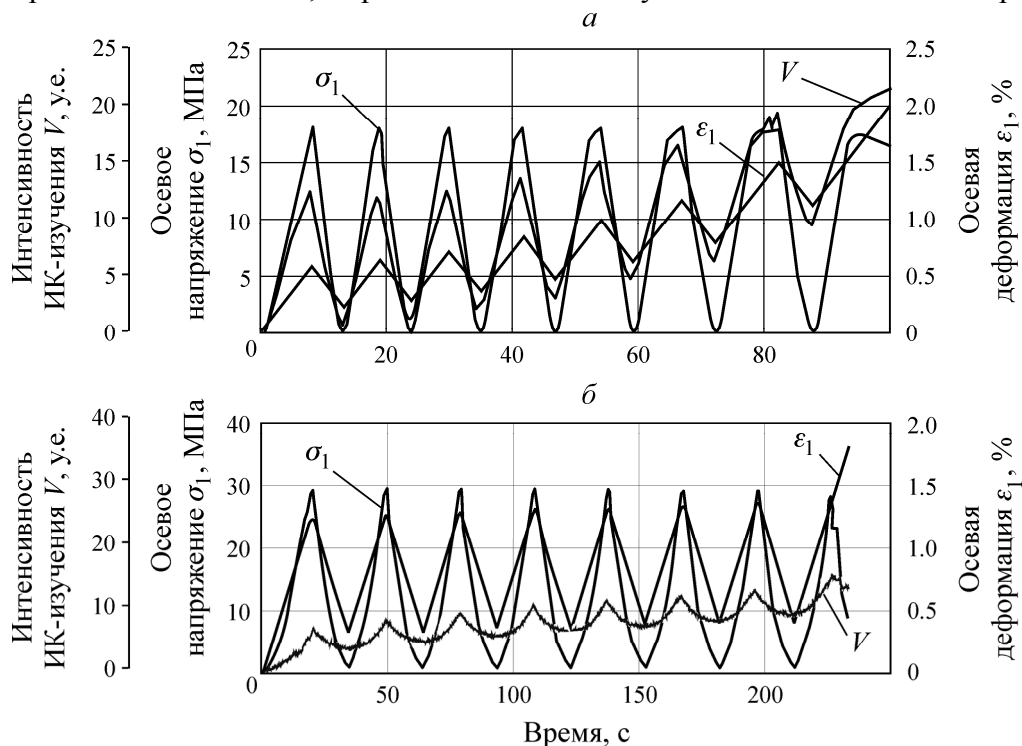 а
Интенсивность
ИК-изучения V, у.е.
25
20
15
10
5
0
Осевое
напряжение σ₁, МПа
25
20
15
10
5
0
σ₁
V
ε₁
2.5
2.0
1.5
1.0
0.5
0
Осевая
деформация ε₁, %
20
40
60
80
б
Интенсивность
ИК-изучения V, у.е.
40
30
20
10
0
Осевое
напряжение σ₁, МПа
40
30
20
10
0
σ₁
ε₁
V
2.0
1.5
1.0
0.5
0
Осевая
деформация ε₁, %
50
100
150
200
Время, с